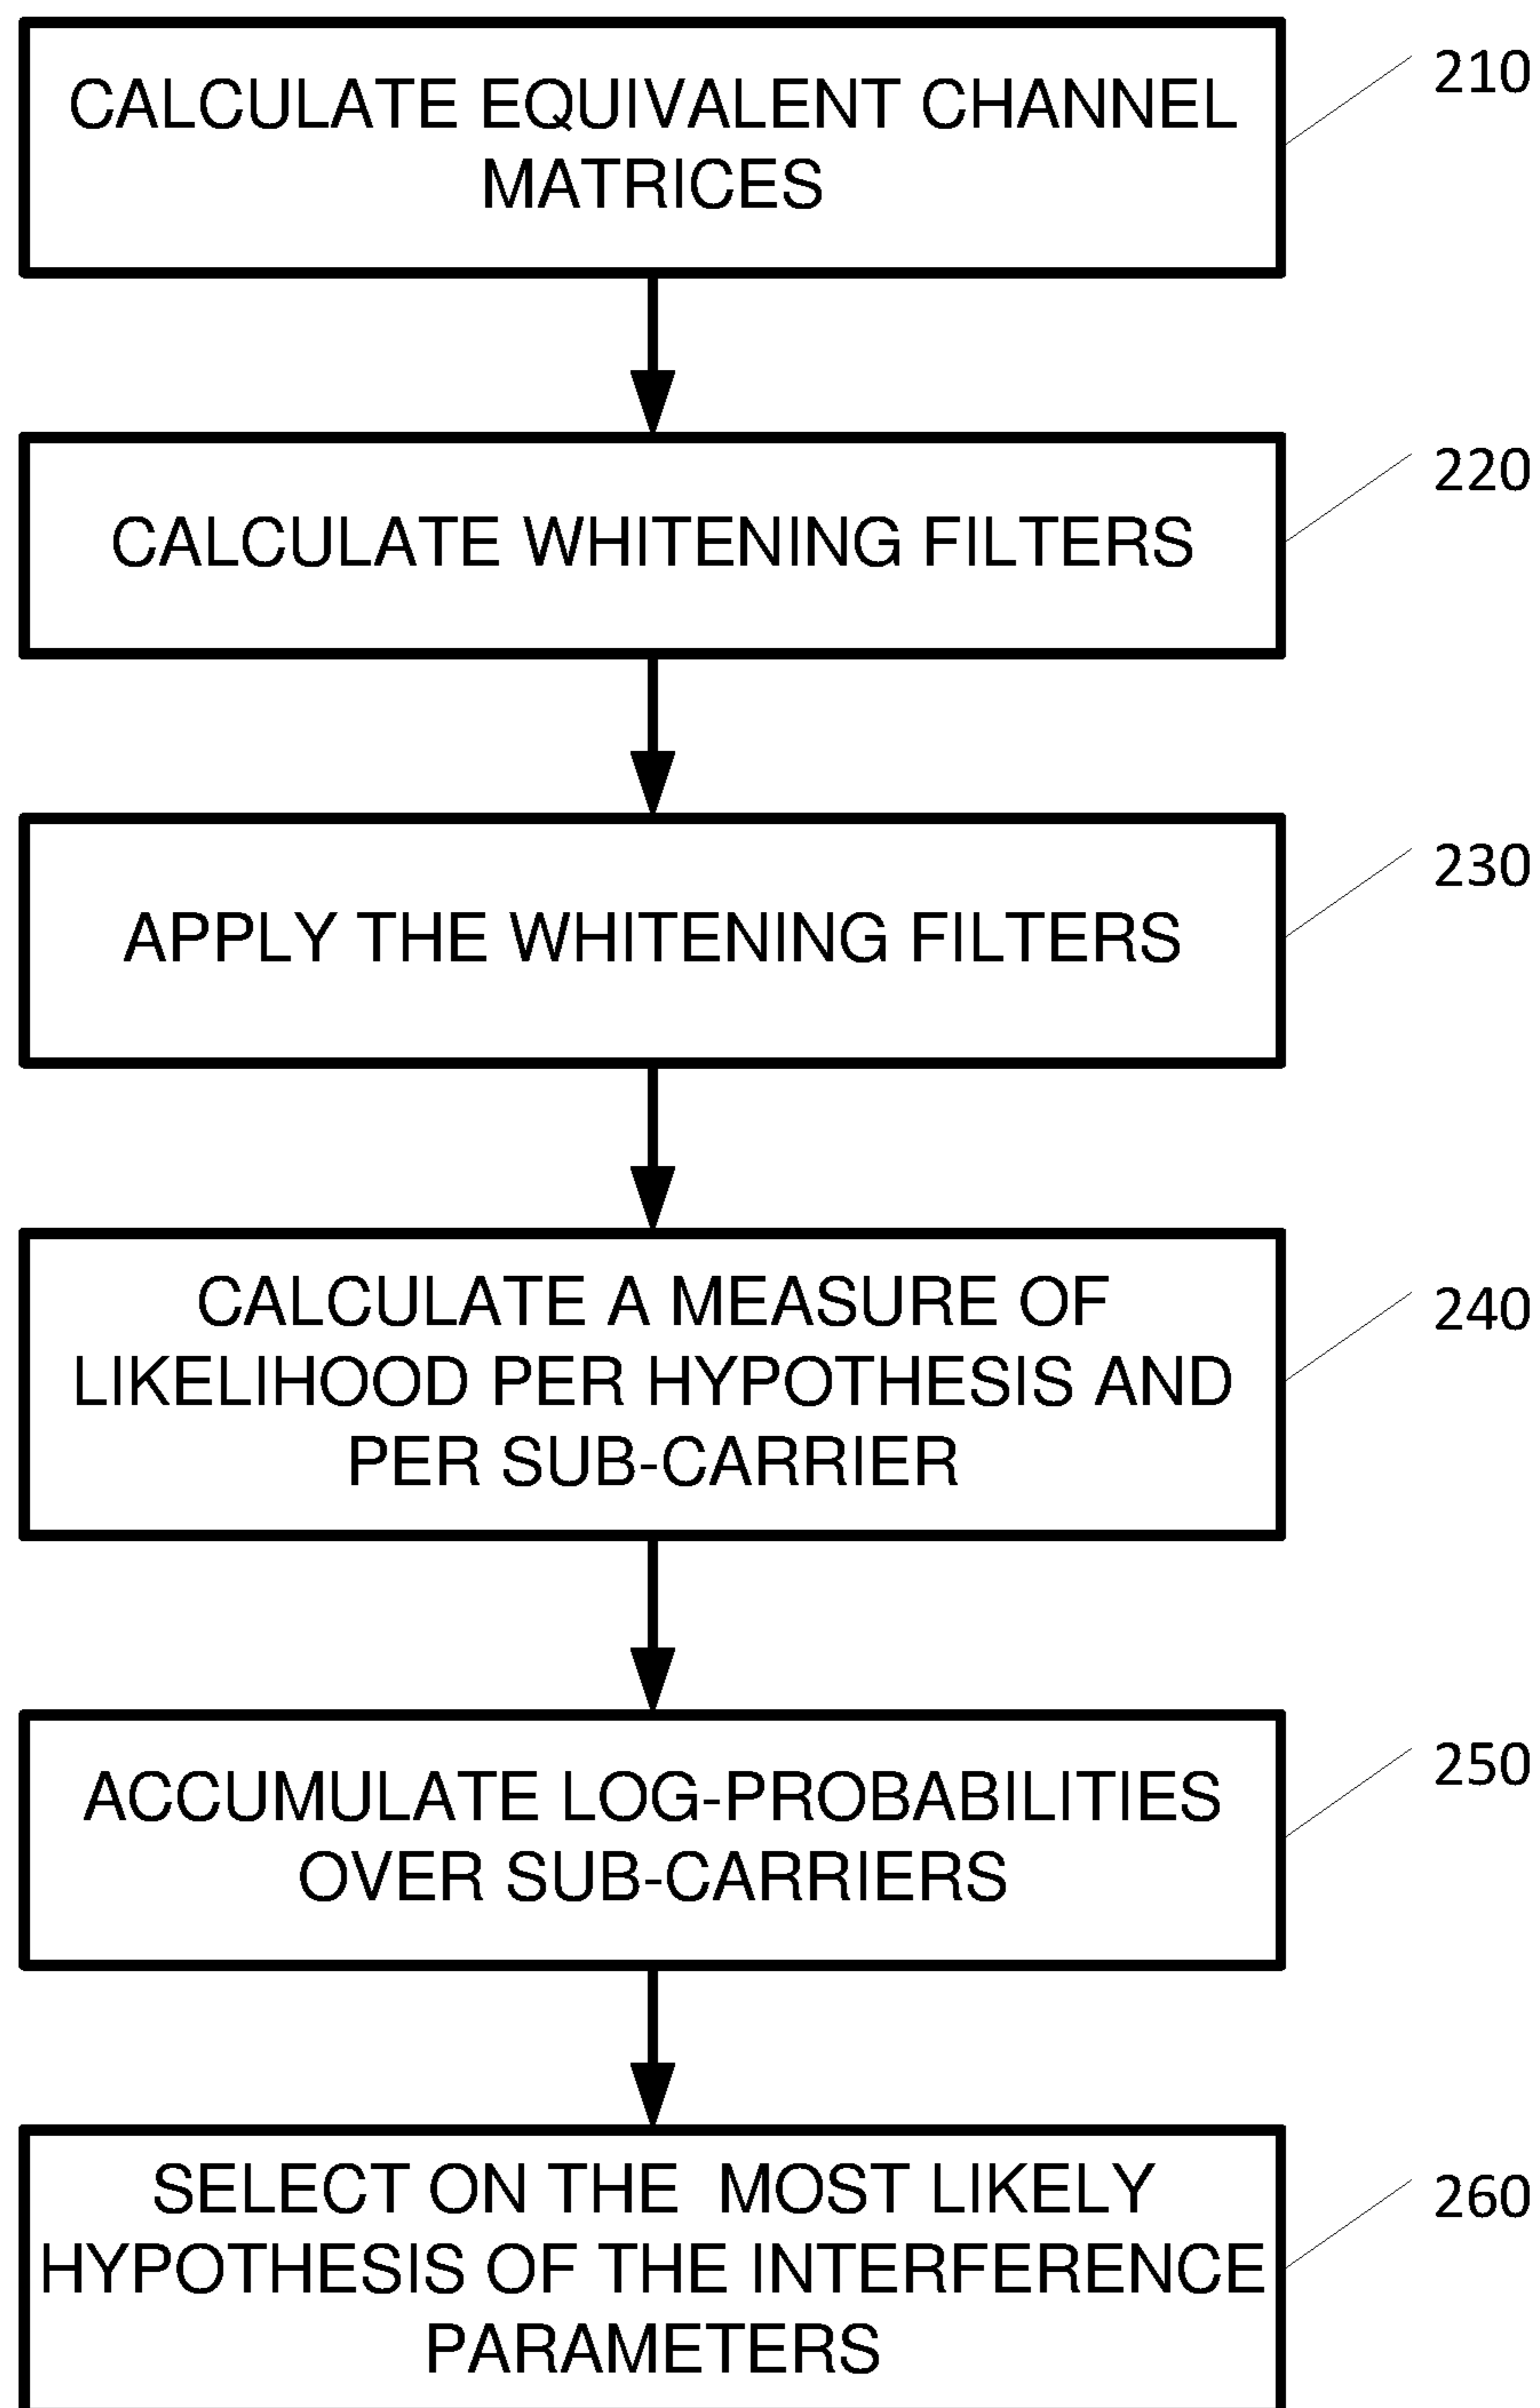 CALCULATE EQUIVALENT CHANNEL
MATRICES
210
CALCULATE WHITENING FILTERS
220
APPLY THE WHITENING FILTERS
230
CALCULATE A MEASURE OF
LIKELIHOOD PER HYPOTHESIS AND
PER SUB-CARRIER
240
ACCUMULATE LOG-PROBABILITIES
OVER SUB-CARRIERS
250
SELECT ON THE MOST LIKELY
HYPOTHESIS OF THE INTERFERENCE
PARAMETERS
260